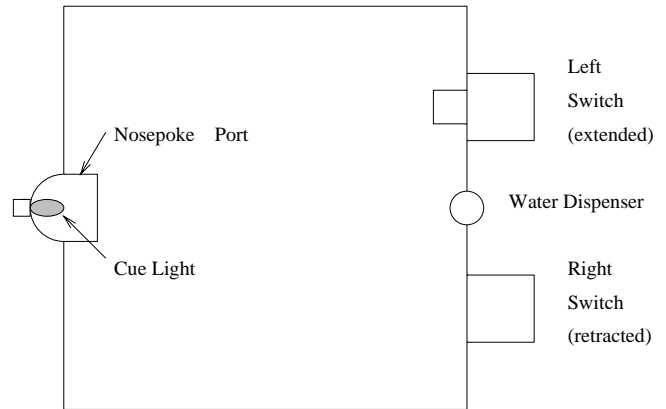 Left
Switch
(extended)
Nosepoke Port
Water Dispenser
Cue Light
Right
Switch
(retracted)